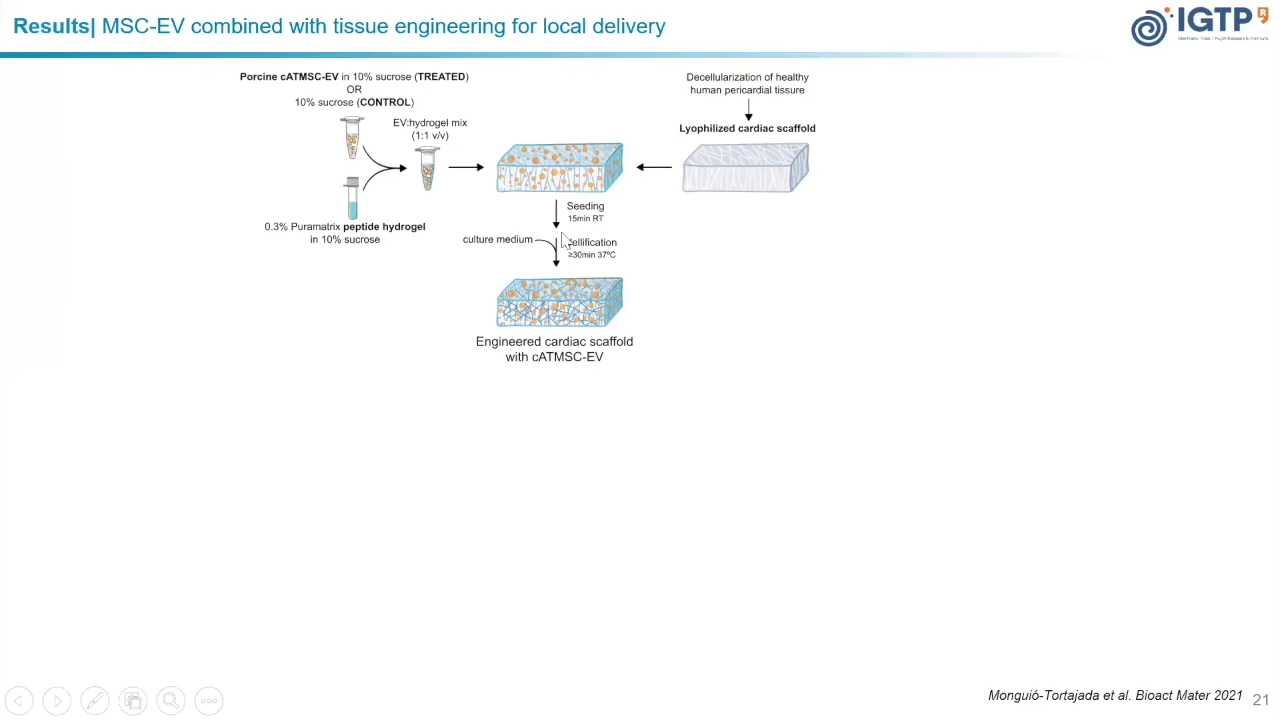 Results| MSC-EV combined with tissue engineering for local delivery
IGTP
Porcine cATMSC-EV in 10% sucrose (TREATED)
OR
10% sucrose (CONTROL)
EV:hydrogel mix
(1:1 v/v)
0.3% Puramatrix peptide hydrogel
in 10% sucrose
Decellularization of healthy
human pericardial tissure
Lyophilized cardiac scaffold
Seeding
15min RT
culture medium
ellification
≥30min 37ºC
Engineered cardiac scaffold
with cATMSC-EV
Monguió-Tortajada et al. Bioact Mater 2021
21